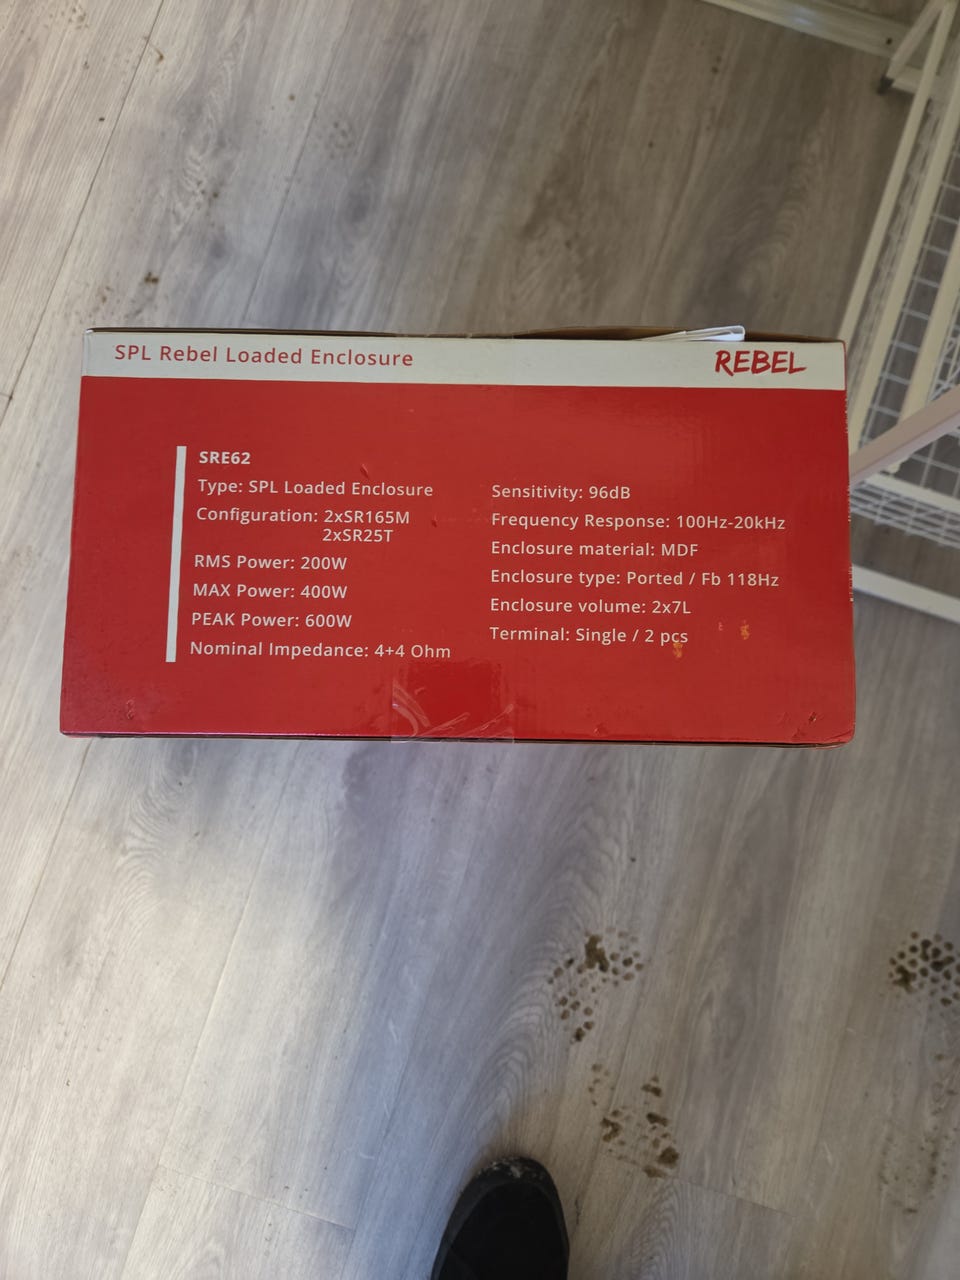 SPL Rebel Loaded Enclosure
REBEL
SRE62
Type: SPL Loaded Enclosure
Configuration: 2xSR165M
2xSR25T
RMS Power: 200W
MAX Power: 400W
PEAK Power: 600W
Nominal Impedance: 4+4 Ohm
Sensitivity: 96dB
Frequency Response: 100Hz-20kHz
Enclosure material: MDF
Enclosure type: Ported / Fb 118Hz
Enclosure volume: 2x7L
Terminal: Single / 2 pcs